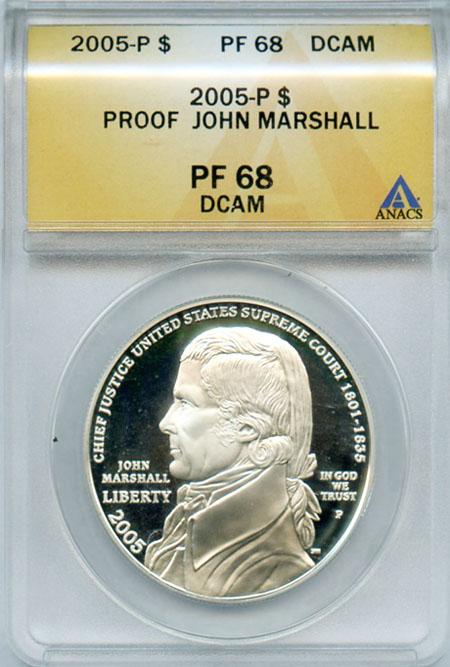 2005-P $ PF 68 DCAM
2005-P $
PROOF JOHN MARSHALL
PF 68
DCAM
ANACS
CHIEF JUSTICE UNITED STATES SUPREME COURT 1801-1835
JOHN
MARSHALL
LIBERTY
2005
IN GOD
WE
TRUST
P